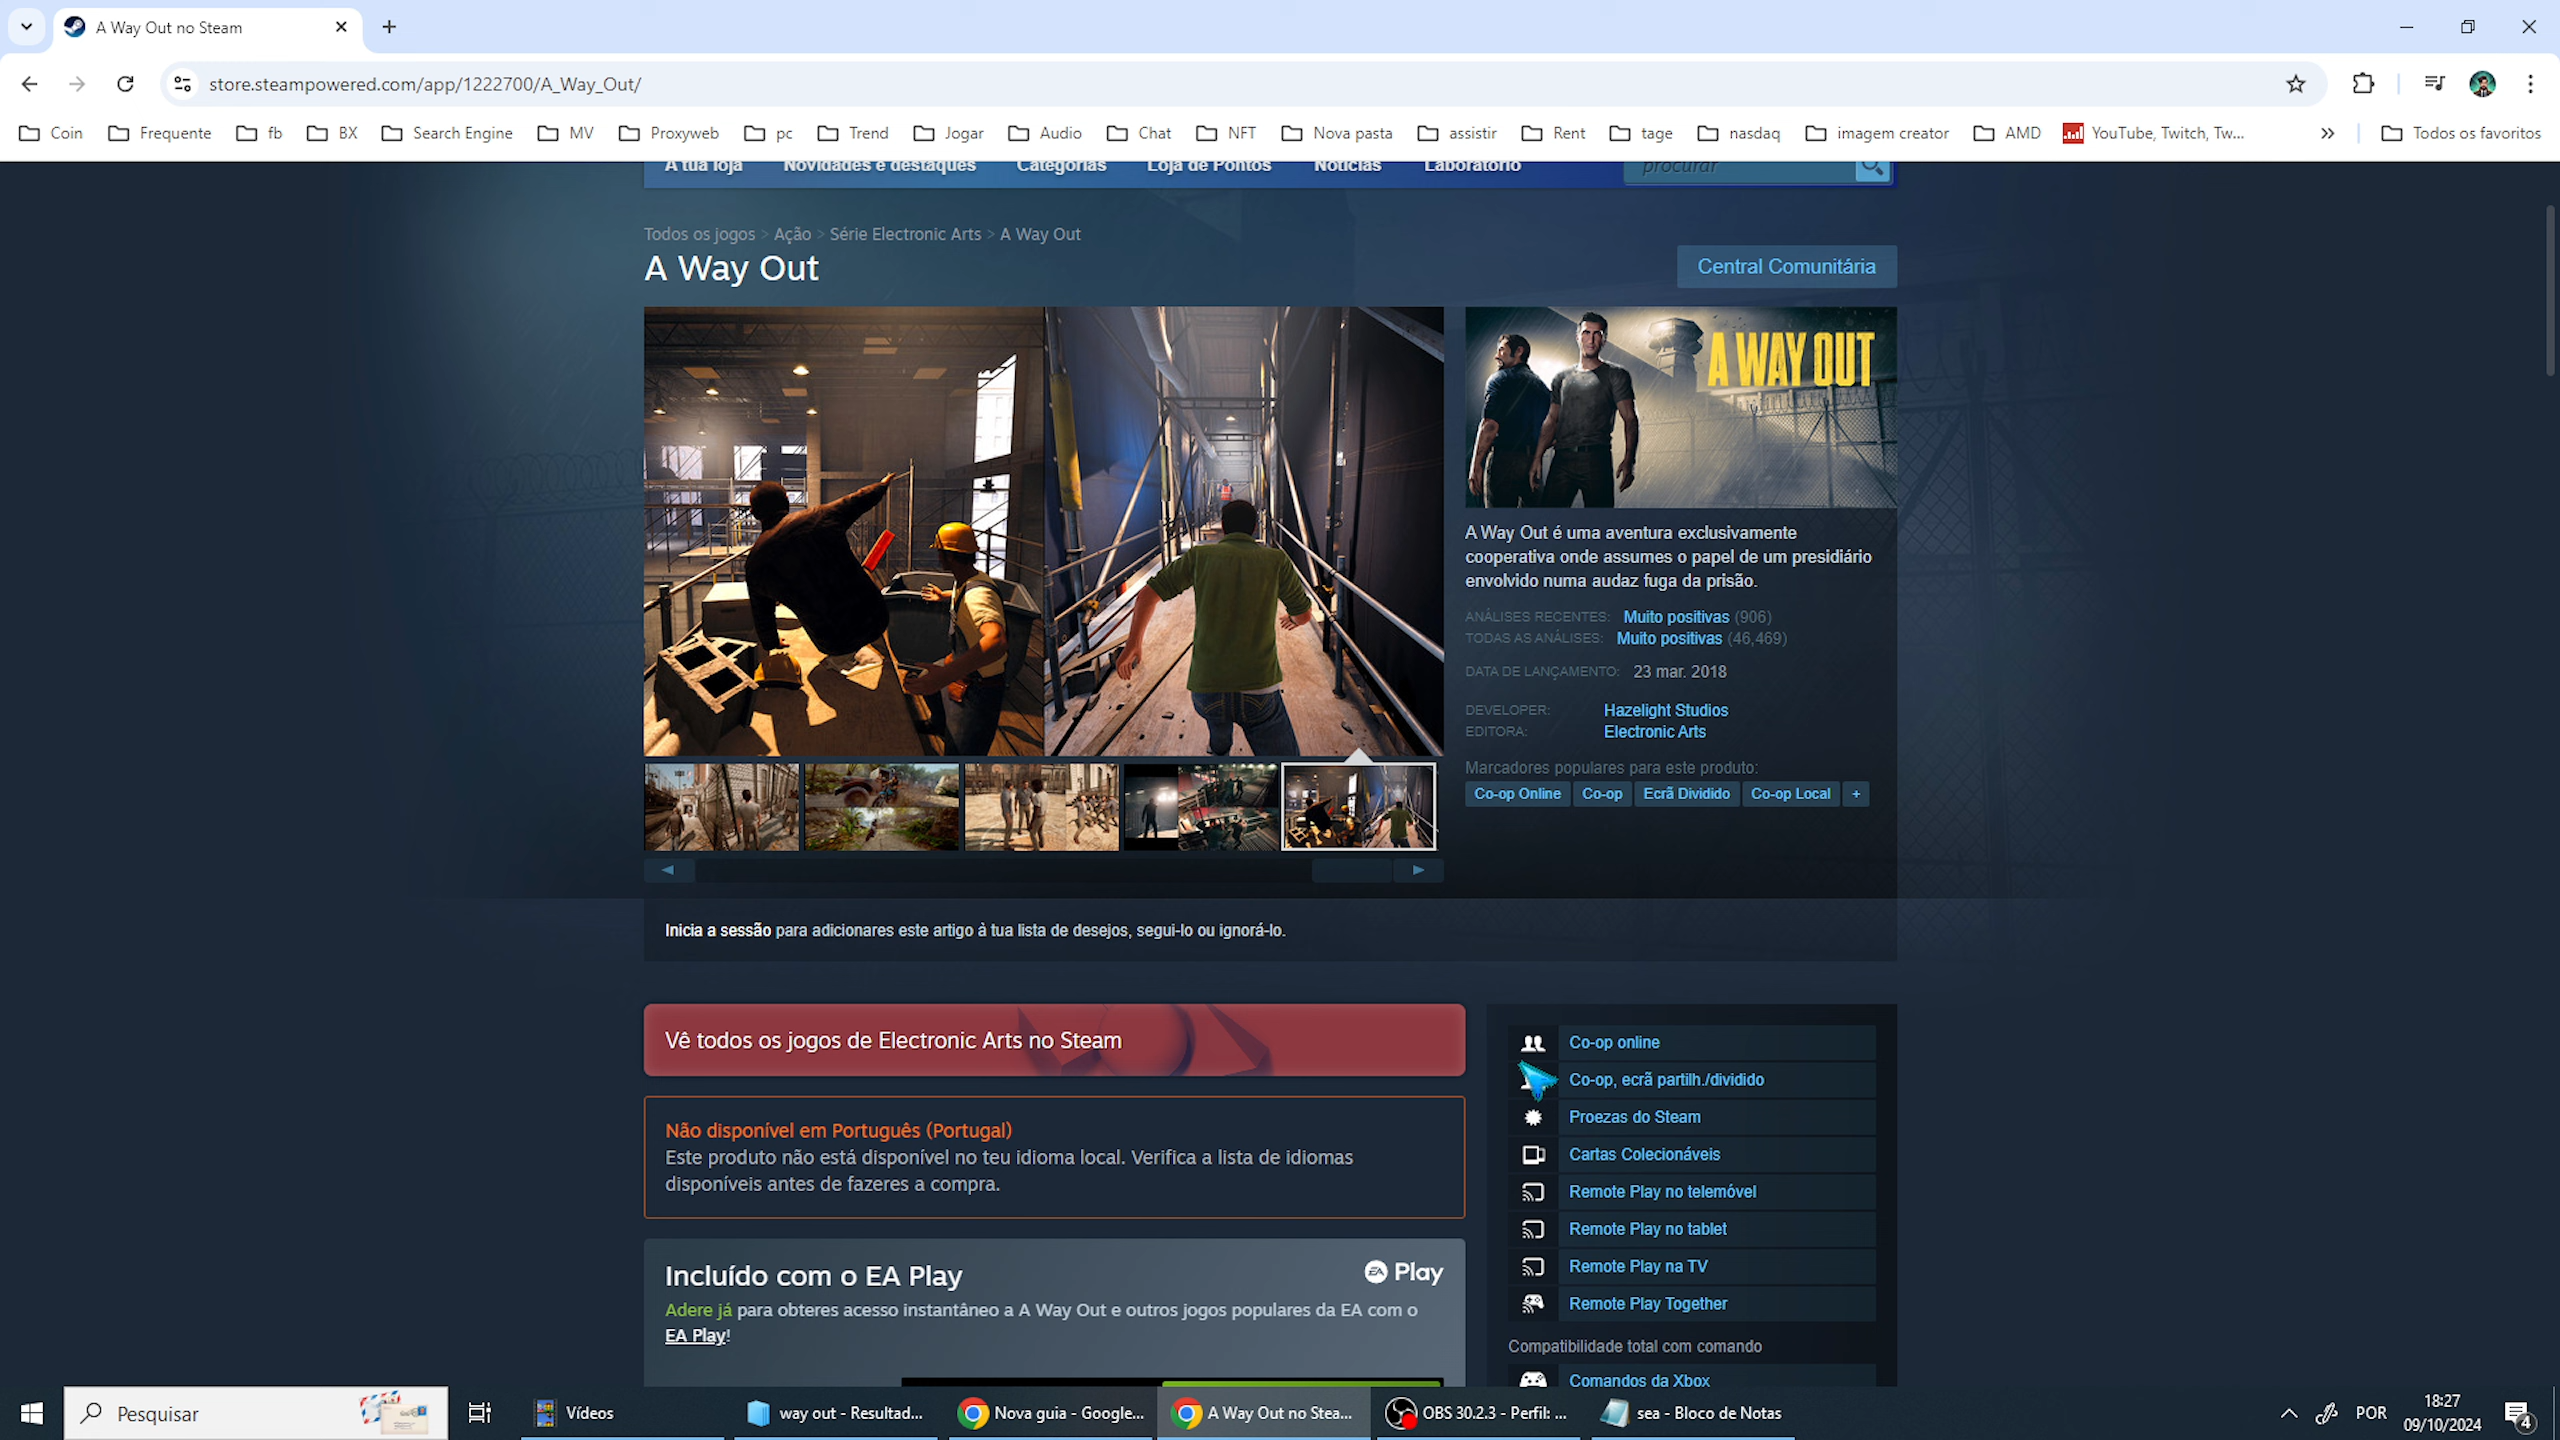 A Way Out no Steam
store.steampowered.com/app/1222700/A_Way_Out/
Coin Frequente fb BX Search Engine MV Proxyweb pc Trend Jogar Audio Chat NFT Nova pasta assistir Rent tage nasdaq imagem creator AMD YouTube, Twitch, Tw... Todos os favoritos
A tua loja Novidades e destaques Categorias Loja de Pontos Notícias Laboratório procurar
Todos os jogos > Ação > Série Electronic Arts > A Way Out
A Way Out
Central Comunitária
A WAY OUT
A Way Out é uma aventura exclusivamente
cooperativa onde assumes o papel de um presidiário
envolvido numa audaz fuga da prisão.
ANÁLISES RECENTES: Muito positivas (906)
TODAS AS ANÁLISES: Muito positivas (46,469)
DATA DE LANÇAMENTO: 23 mar. 2018
DEVELOPER: Hazelight Studios
EDITORA: Electronic Arts
Marcadores populares para este produto:
Co-op Online Co-op Ecrã Dividido Co-op Local +
Inicia a sessão para adicionares este artigo à tua lista de desejos, segui-lo ou ignorá-lo.
Vê todos os jogos de Electronic Arts no Steam
Não disponível em Português (Portugal)
Este produto não está disponível no teu idioma local. Verifica a lista de idiomas
disponíveis antes de fazeres a compra.
Incluído com o EA Play
EA Play
Adere já para obteres acesso instantâneo a A Way Out e outros jogos populares da EA com o
EA Play!
Co-op online
Co-op, ecrã partilh./dividido
Proezas do Steam
Cartas Colecionáveis
Remote Play no telemóvel
Remote Play no tablet
Remote Play na TV
Remote Play Together
Compatibilidade total com comando
Comandos da Xbox
Pesquisar
Vídeos
way out - Resultad...
Nova guia - Google...
A Way Out no Stea...
OBS 30.2.3 - Perfil: ...
sea - Bloco de Notas
POR
18:27
09/10/2024
4